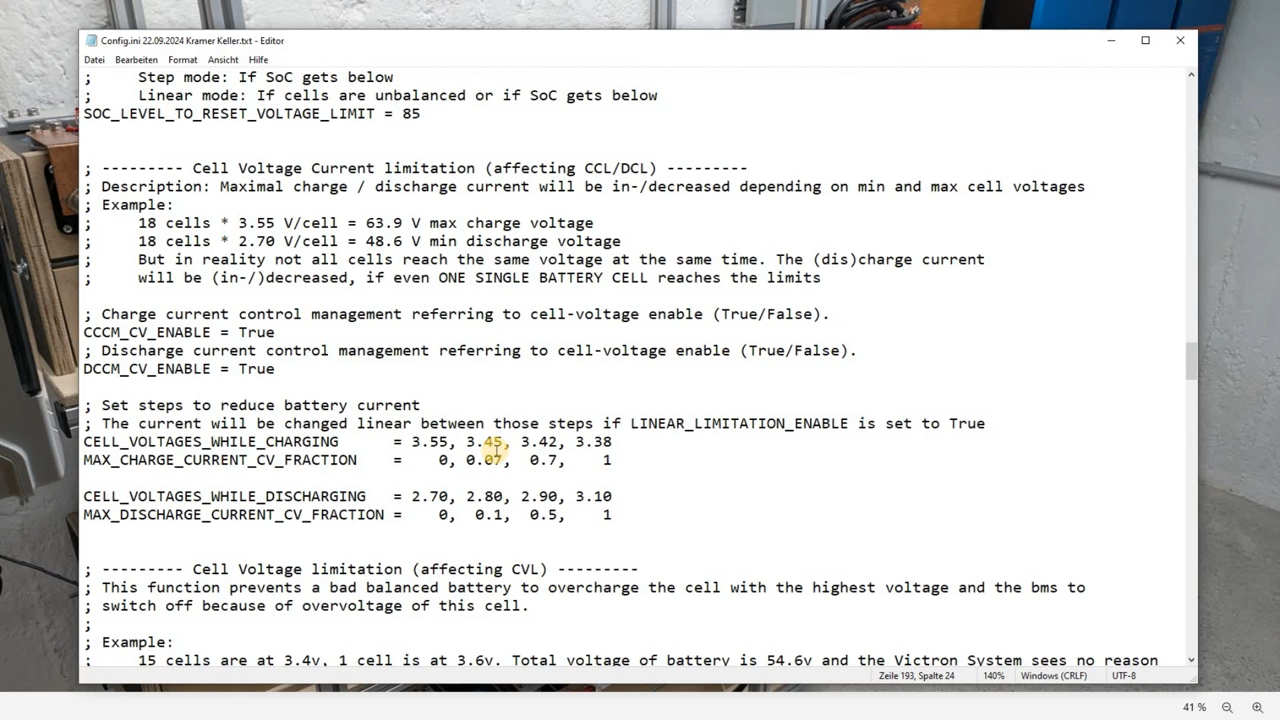 Config.ini 22.09.2024 Kramer Keller.txt - Editor
Datei Bearbeiten Format Ansicht Hilfe
;     Step mode: If SoC gets below
;     Linear mode: If cells are unbalanced or if SoC gets below
SOC_LEVEL_TO_RESET_VOLTAGE_LIMIT = 85
; --------- Cell Voltage Current limitation (affecting CCL/DCL) ---------
; Description: Maximal charge / discharge current will be in-/decreased depending on min and max cell voltages
; Example:
;     18 cells * 3.55 V/cell = 63.9 V max charge voltage
;     18 cells * 2.70 V/cell = 48.6 V min discharge voltage
;     But in reality not all cells reach the same voltage at the same time. The (dis)charge current
;     will be (in-/)decreased, if even ONE SINGLE BATTERY CELL reaches the limits
; Charge current control management referring to cell-voltage enable (True/False).
CCCM_CV_ENABLE = True
; Discharge current control management referring to cell-voltage enable (True/False).
DCCM_CV_ENABLE = True
; Set steps to reduce battery current
; The current will be changed linear between those steps if LINEAR_LIMITATION_ENABLE is set to True
CELL_VOLTAGES_WHILE_CHARGING      = 3.55, 3.45, 3.42, 3.38
MAX_CHARGE_CURRENT_CV_FRACTION    =    0, 0.07,  0.7,    1
CELL_VOLTAGES_WHILE_DISCHARGING   = 2.70, 2.80, 2.90, 3.10
MAX_DISCHARGE_CURRENT_CV_FRACTION =    0,  0.1,  0.5,    1
; --------- Cell Voltage limitation (affecting CVL) ---------
; This function prevents a bad balanced battery to overcharge the cell with the highest voltage and the bms to
; switch off because of overvoltage of this cell.
;
; Example:
;     15 cells are at 3.4v, 1 cell is at 3.6v. Total voltage of battery is 54.6v and the Victron System sees no reason
Zeile 193, Spalte 24 140% Windows (CRLF) UTF-8
41 %